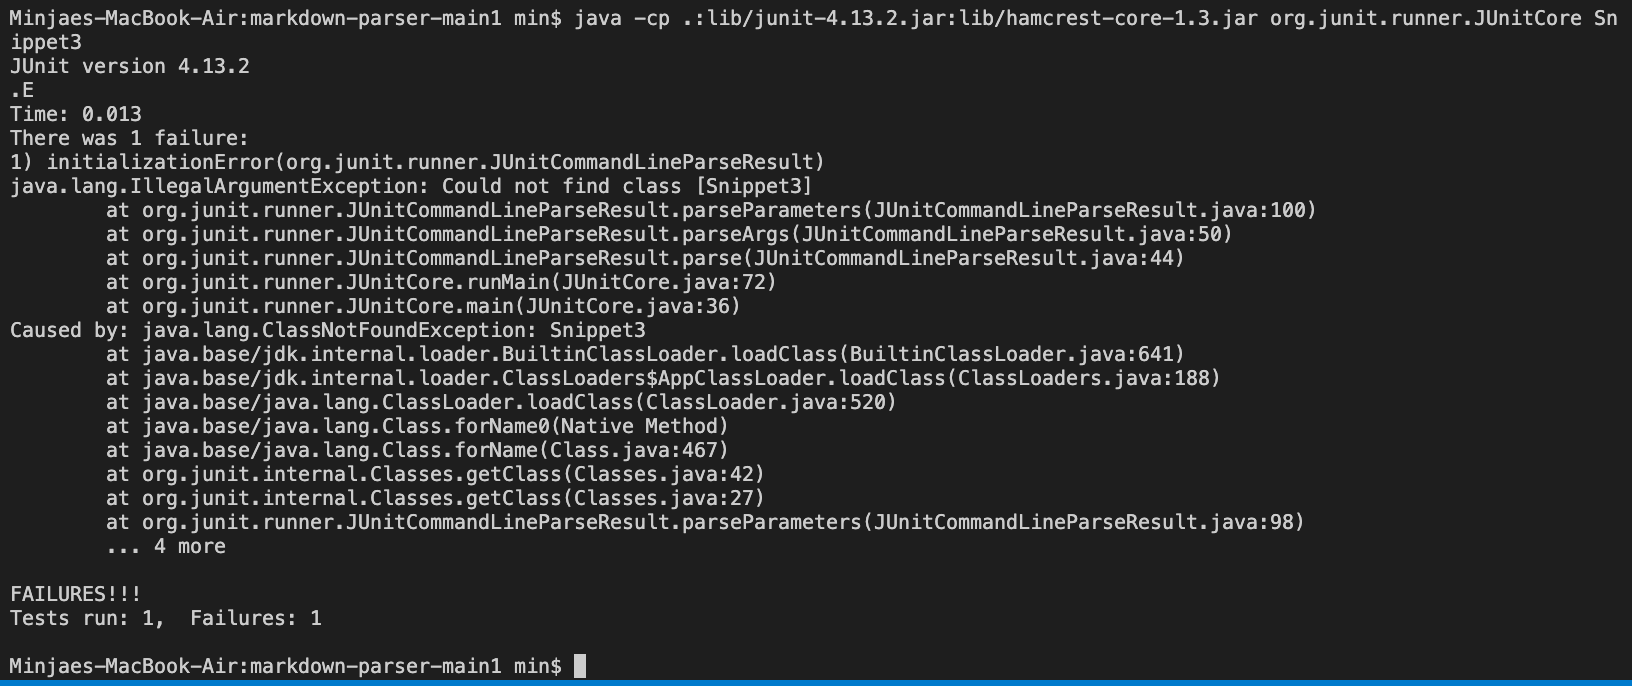 Minjaes-MacBook-Air:markdown-parser-main1 min$ java -cp .:lib/junit-4.13.2.jar:lib/hamcrest-core-1.3.jar org.junit.runner.JUnitCore Sn
ippet3
JUnit version 4.13.2
.E
Time: 0.013
There was 1 failure:
1) initializationError(org.junit.runner.JUnitCommandLineParseResult)
java.lang.IllegalArgumentException: Could not find class [Snippet3]
        at org.junit.runner.JUnitCommandLineParseResult.parseParameters(JUnitCommandLineParseResult.java:100)
        at org.junit.runner.JUnitCommandLineParseResult.parseArgs(JUnitCommandLineParseResult.java:50)
        at org.junit.runner.JUnitCommandLineParseResult.parse(JUnitCommandLineParseResult.java:44)
        at org.junit.runner.JUnitCore.runMain(JUnitCore.java:72)
        at org.junit.runner.JUnitCore.main(JUnitCore.java:36)
Caused by: java.lang.ClassNotFoundException: Snippet3
        at java.base/jdk.internal.loader.BuiltinClassLoader.loadClass(BuiltinClassLoader.java:641)
        at java.base/jdk.internal.loader.ClassLoaders$AppClassLoader.loadClass(ClassLoaders.java:188)
        at java.base/java.lang.ClassLoader.loadClass(ClassLoader.java:520)
        at java.base/java.lang.Class.forName0(Native Method)
        at java.base/java.lang.Class.forName(Class.java:467)
        at org.junit.internal.Classes.getClass(Classes.java:42)
        at org.junit.internal.Classes.getClass(Classes.java:27)
        at org.junit.runner.JUnitCommandLineParseResult.parseParameters(JUnitCommandLineParseResult.java:98)
        ... 4 more

FAILURES!!!
Tests run: 1,  Failures: 1

Minjaes-MacBook-Air:markdown-parser-main1 min$